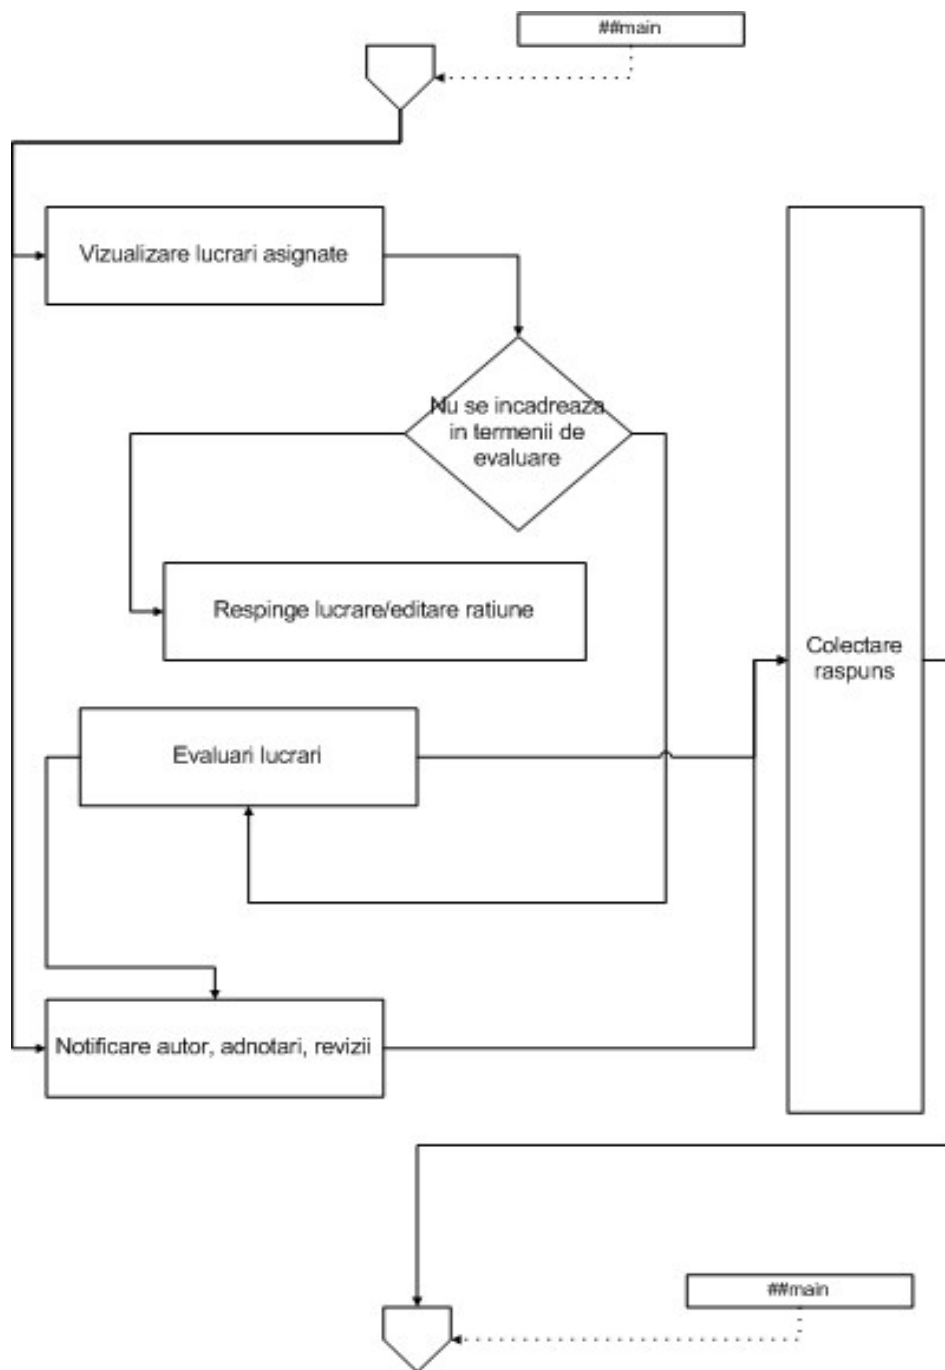 ##main
Vizualizare lucrari asignate
Nu se incadreaza
in termenii de
evaluare
Respinge lucrare/editare ratiune
Colectare
raspuns
Evaluari lucrari
Notificare autor, adnotari, revizii
##main